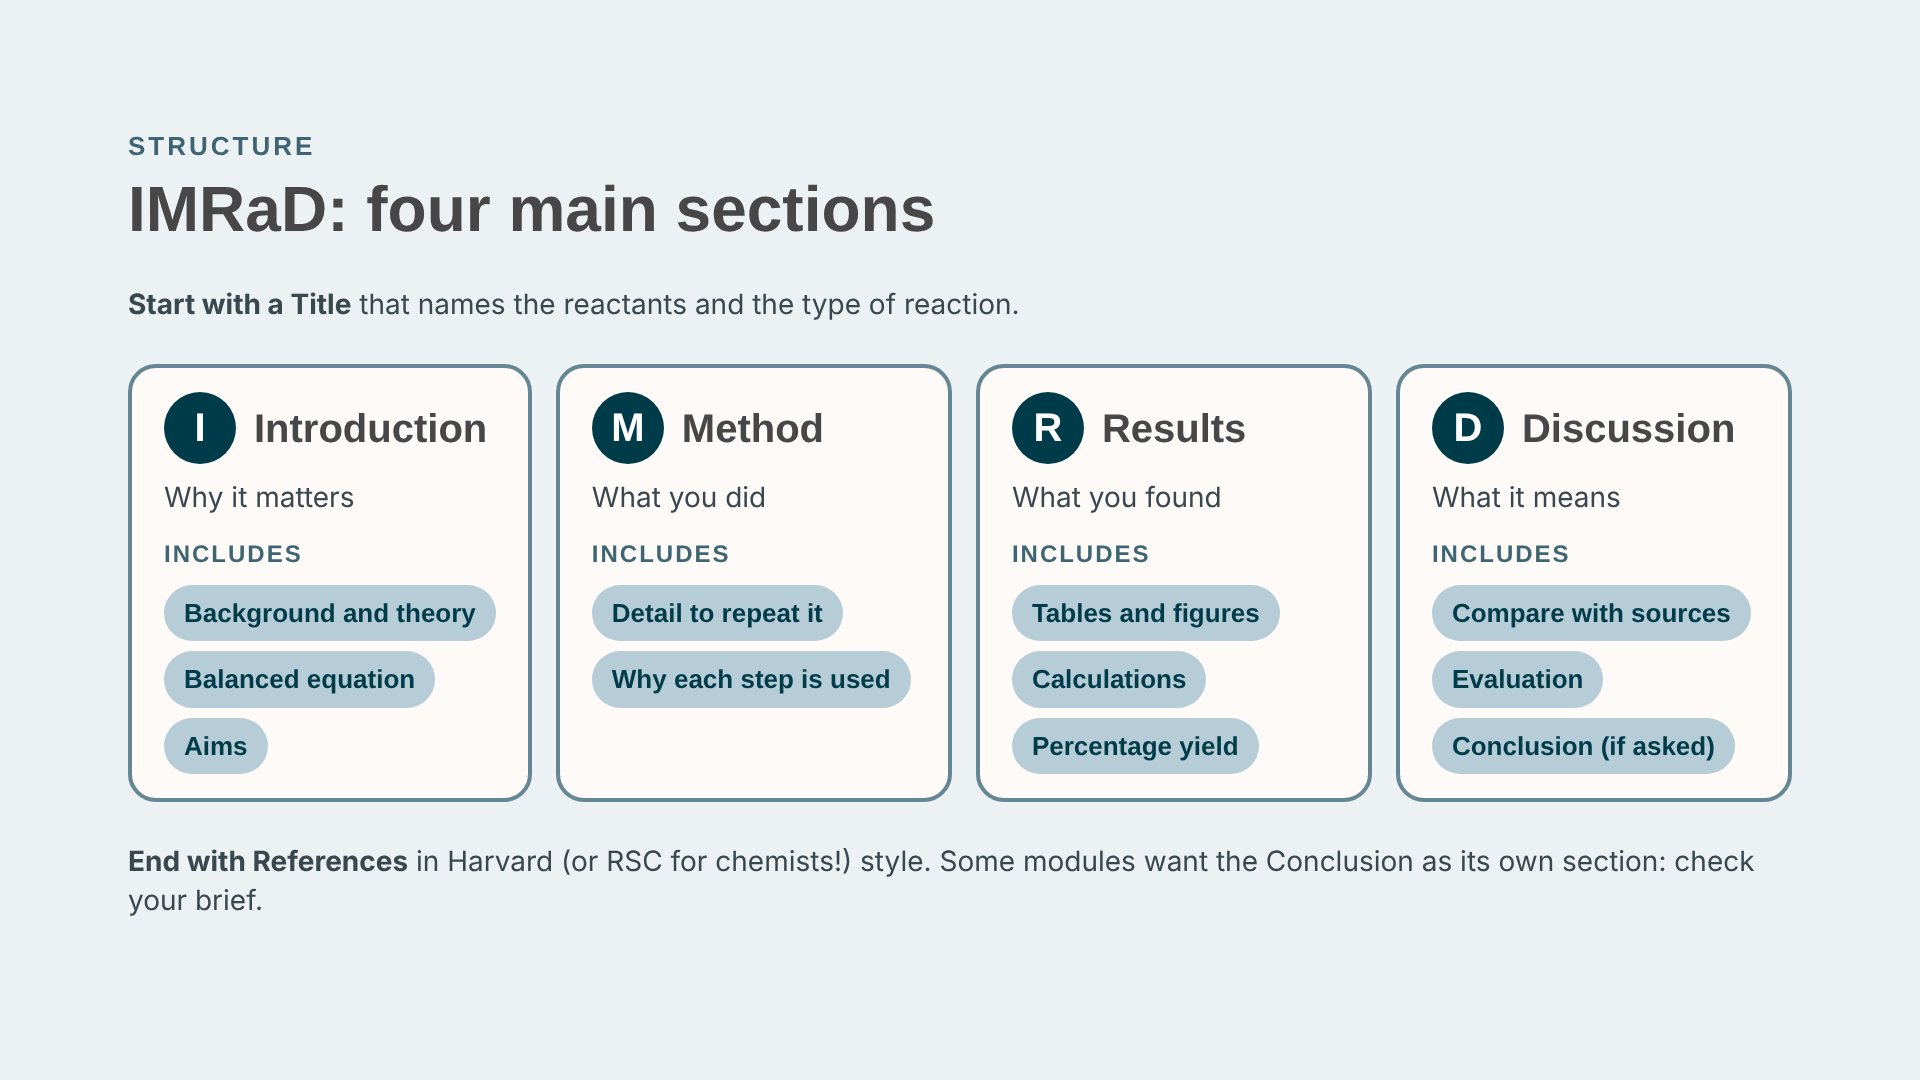 STRUCTURE
IMRaD: four main sections
Start with a Title that names the reactants and the type of reaction.
I Introduction
Why it matters
INCLUDES
Background and theory
Balanced equation
Aims
M Method
What you did
INCLUDES
Detail to repeat it
Why each step is used
R Results
What you found
INCLUDES
Tables and figures
Calculations
Percentage yield
D Discussion
What it means
INCLUDES
Compare with sources
Evaluation
Conclusion (if asked)
End with References in Harvard (or RSC for chemists!) style. Some modules want the Conclusion as its own section: check
your brief.